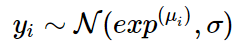 y_i ∼ 𝒩(exp^{(μ_i)}, σ)